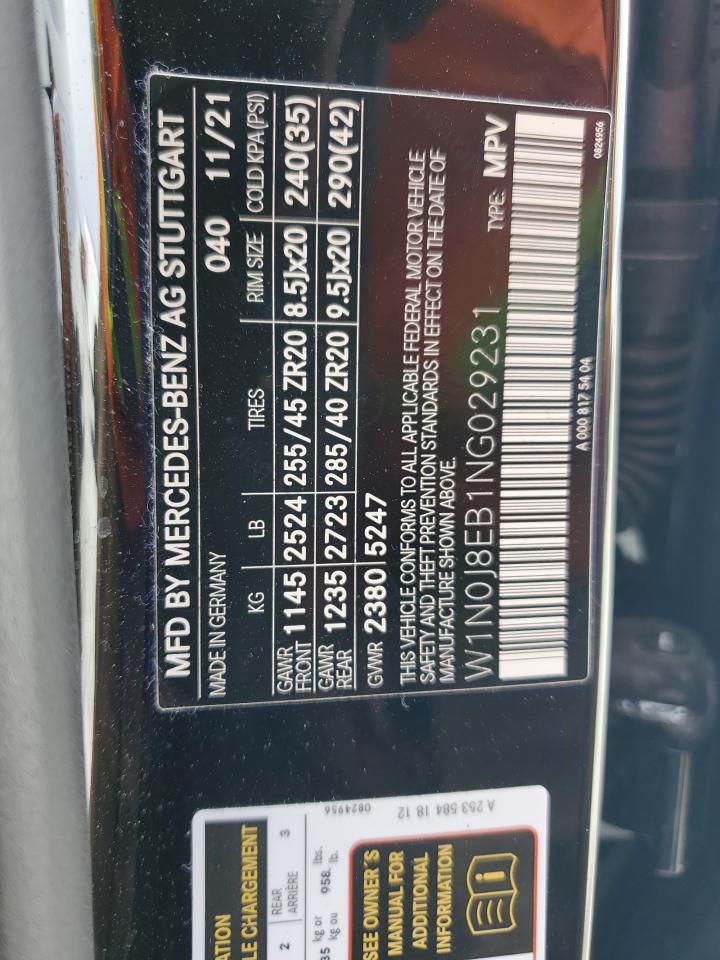 MFD BY MERCEDES-BENZ AG STUTTGART
MADE IN GERMANY 040 11/21
KG LB TIRES RIM SIZE COLD KPA (PSI)
GAWR FRONT 1145 2524 255/45 ZR20 8.5Jx20 240(35)
GAWR REAR 1235 2723 285/40 ZR20 9.5Jx20 290(42)
GVWR 2380 5247
THIS VEHICLE CONFORMS TO ALL APPLICABLE FEDERAL MOTOR VEHICLE
SAFETY AND THEFT PREVENTION STANDARDS IN EFFECT ON THE DATE OF
MANUFACTURE SHOWN ABOVE.
W1N0J8EB1NG029231 TYPE: MPV
A 000 817 54 04 0824956
LE CHARGEMENT
2 REAR 3
ARRIÈRE
kg or 958 lbs.
kg ou lb.
SEE OWNER'S
MANUAL FOR
ADDITIONAL
INFORMATION
A 253 584 18 12 0824956